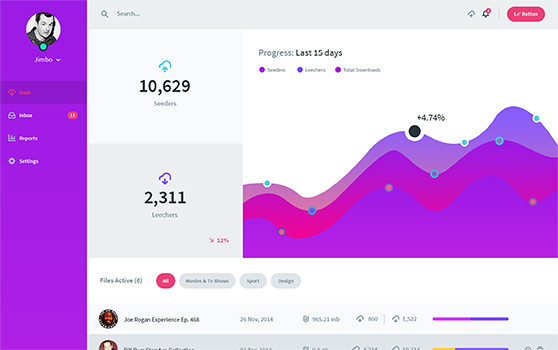 Search...
Le' Button
Jimbo
Dash
Inbox
11
Reports
Settings
10,629
Seeders
2,311
Leechers
12%
Progress: Last 15 days
Seeders
Leechers
Total Downloads
+4.74%
Files Active (6)
All
Movies & Tv Shows
Sport
Design
Joe Rogan Experience Ep. 468
26 Nov, 2014
965.21 mb
860
1,522